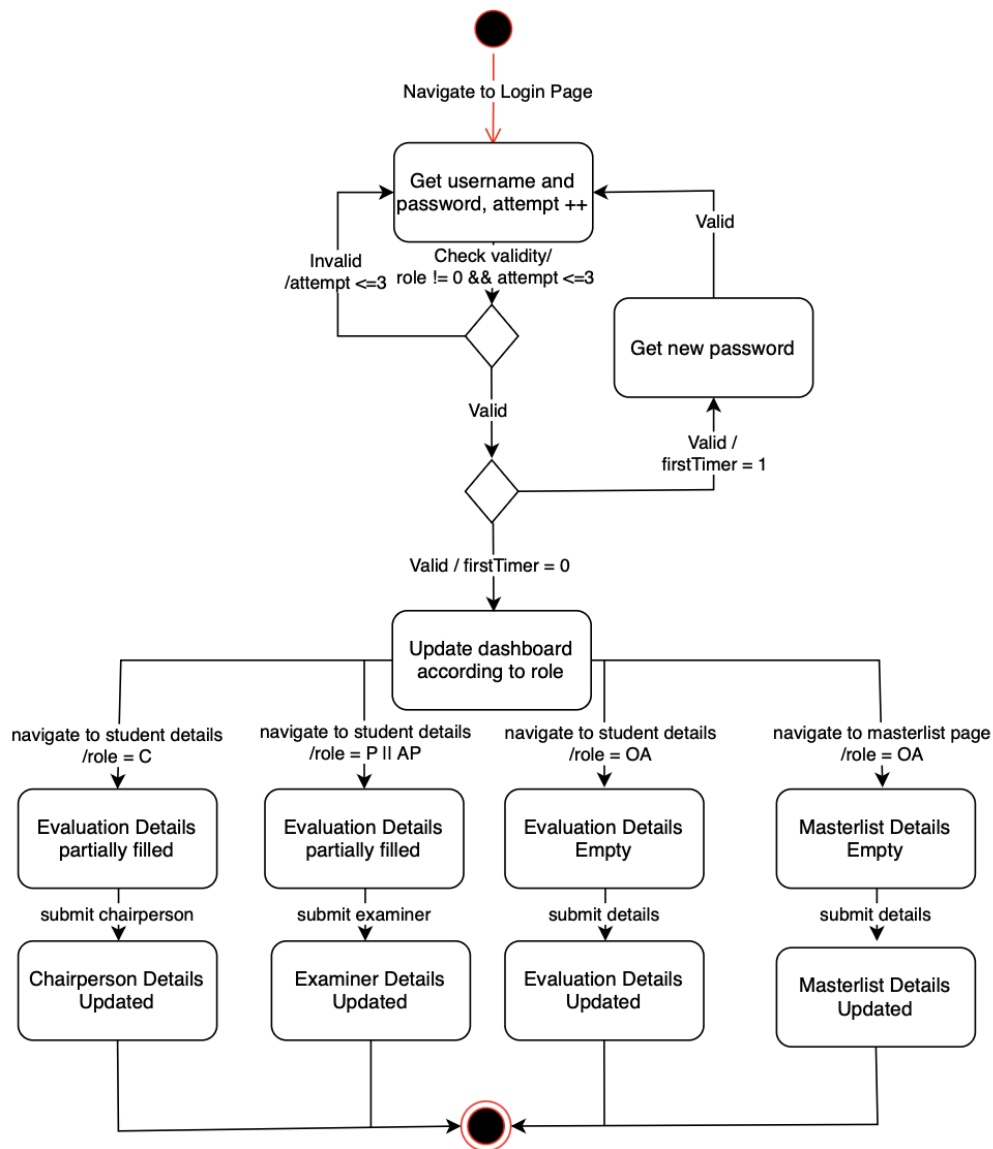 Navigate to Login Page
Get username and
password, attempt ++
Invalid
/attempt <=3
Check validity/
role != 0 && attempt <=3
Valid
Get new password
Valid
Valid /
firstTimer = 1
Valid / firstTimer = 0
Update dashboard
according to role
navigate to student details
/role = C
navigate to student details
/role = P || AP
navigate to student details
/role = OA
navigate to masterlist page
/role = OA
Evaluation Details
partially filled
Evaluation Details
partially filled
Evaluation Details
Empty
Masterlist Details
Empty
submit chairperson
submit examiner
submit details
submit details
Chairperson Details
Updated
Examiner Details
Updated
Evaluation Details
Updated
Masterlist Details
Updated